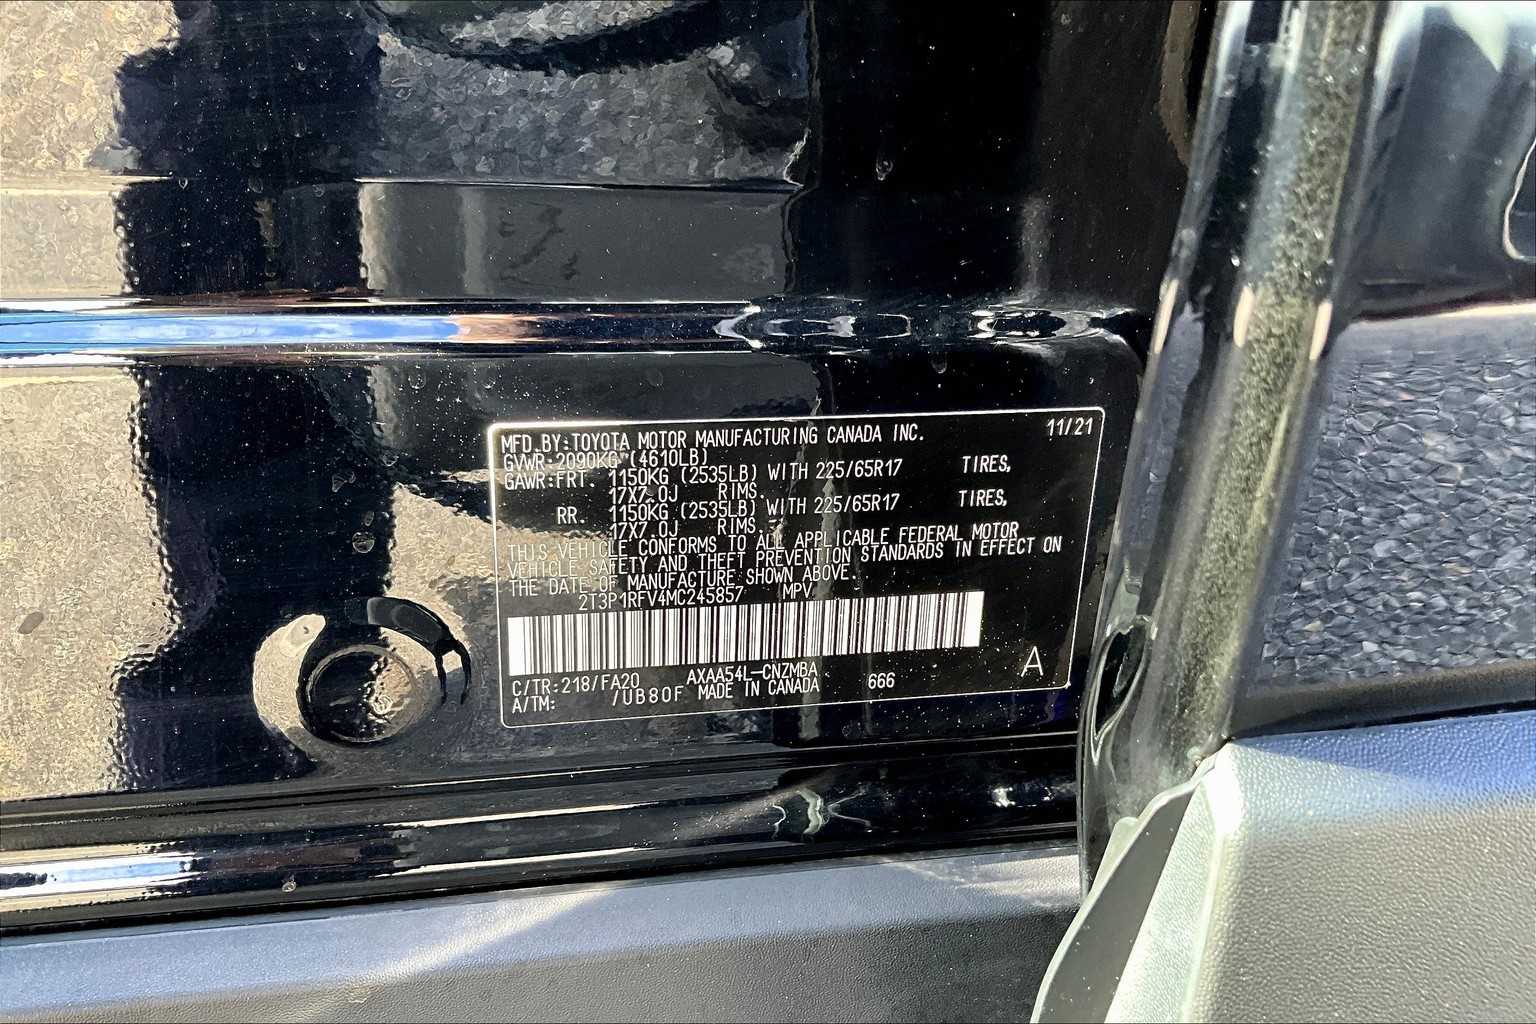 MFD.BY:TOYOTA MOTOR MANUFACTURING CANADA INC. 11/21
GVWR:2090KG (4610LB)
GAWR:FRT. 1150KG (2535LB) WITH 225/65R17 TIRES,
17X7.0J RIMS.
RR. 1150KG (2535LB) WITH 225/65R17 TIRES,
17X7.0J RIMS.
THIS VEHICLE CONFORMS TO ALL APPLICABLE FEDERAL MOTOR
VEHICLE SAFETY AND THEFT PREVENTION STANDARDS IN EFFECT ON
THE DATE OF MANUFACTURE SHOWN ABOVE.
2T3P1RFV4MC245857 MPV
C/TR:218/FA20 AXAA54L-CNZMBA 666 A
A/TM: /UB80F MADE IN CANADA